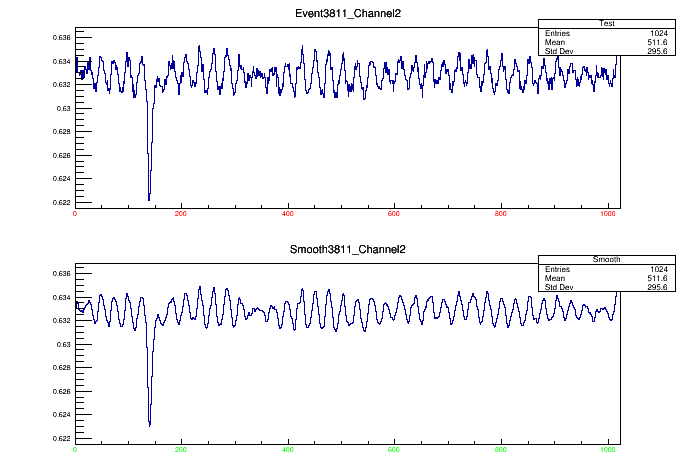 Event3811_Channel2
Test
Entries 1024
Mean 511.6
Std Dev 295.6
0.636
0.634
0.632
0.63
0.628
0.626
0.624
0.622
0 200 400 600 800 1000
Smooth3811_Channel2
Smooth
Entries 1024
Mean 511.6
Std Dev 295.6
0.636
0.634
0.632
0.63
0.628
0.626
0.624
0.622
0 200 400 600 800 1000